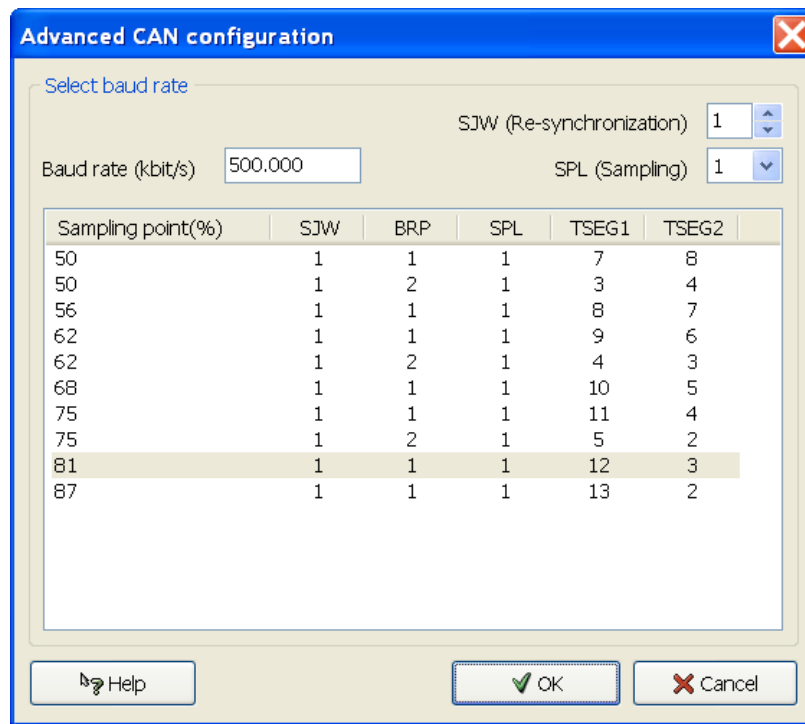 Advanced CAN configuration
Select baud rate
SJW (Re-synchronization) 1
Baud rate (kbit/s) 500.000 SPL (Sampling) 1
Sampling point(%) SJW BRP SPL TSEG1 TSEG2
50 1 1 1 7 8
50 1 2 1 3 4
56 1 1 1 8 7
62 1 1 1 9 6
62 1 2 1 4 3
68 1 1 1 10 5
75 1 1 1 11 4
75 1 2 1 5 2
81 1 1 1 12 3
87 1 1 1 13 2
Help OK Cancel